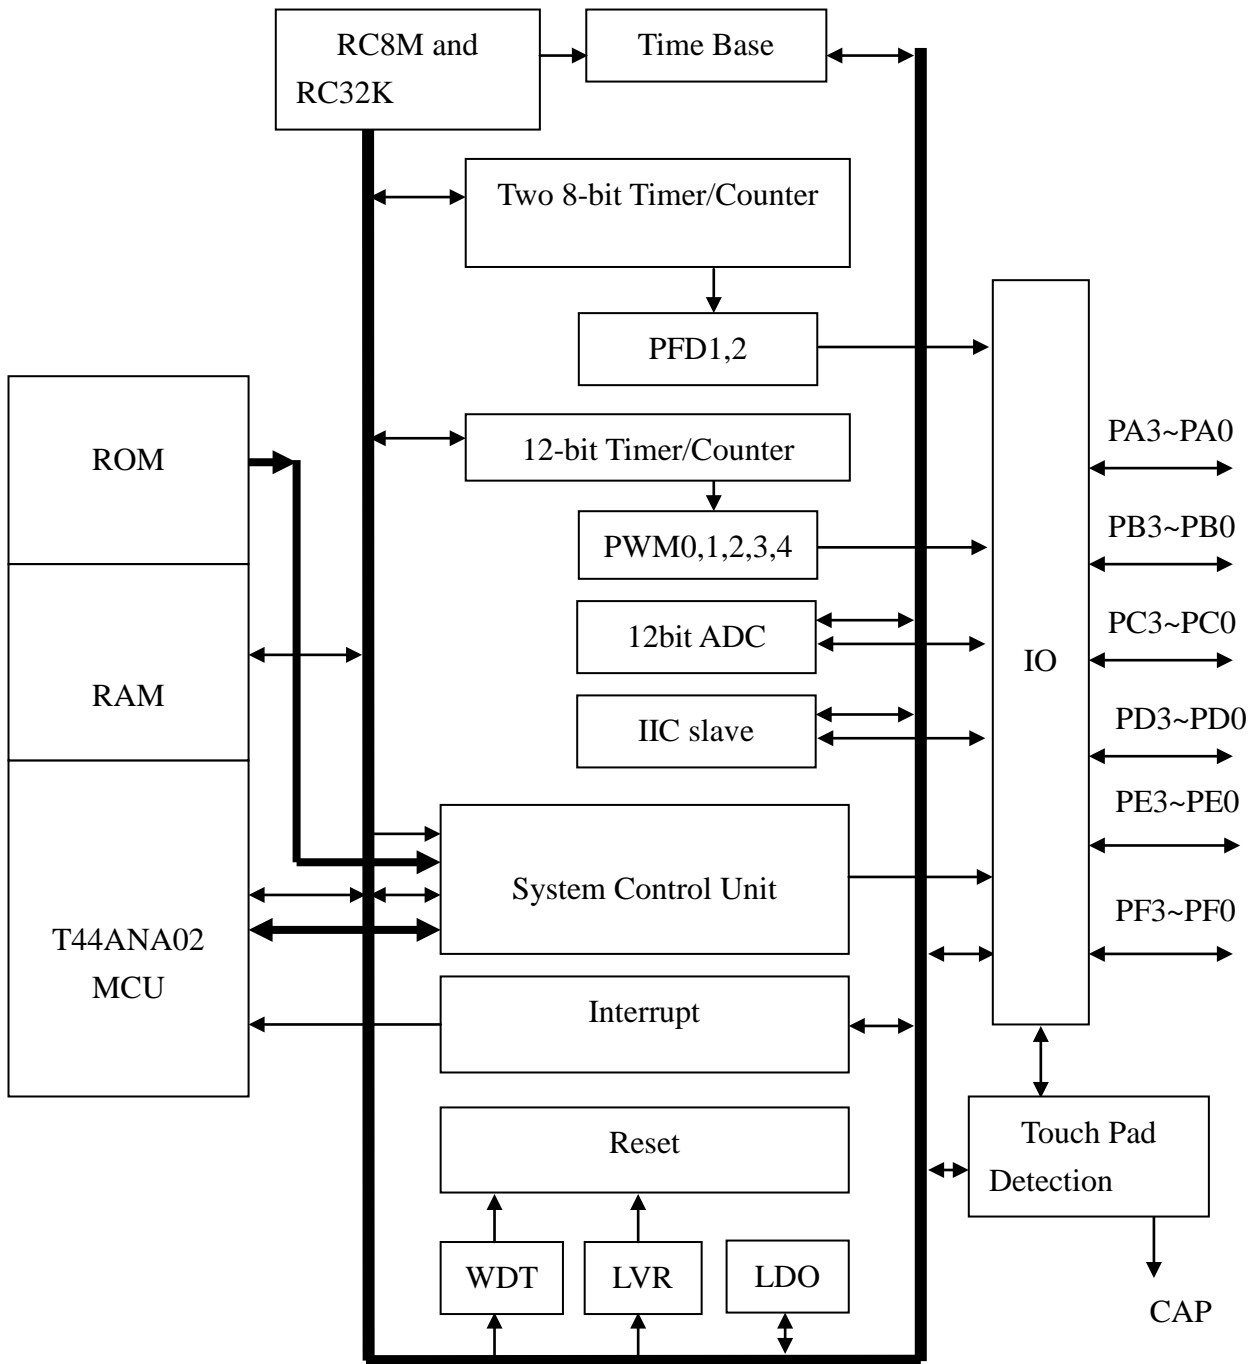 RC8M and
RC32K
Time Base
Two 8-bit Timer/Counter
PFD1,2
ROM
12-bit Timer/Counter
PA3~PA0
PWM0,1,2,3,4
PB3~PB0
12bit ADC
PC3~PC0
IO
RAM
IIC slave
PD3~PD0
PE3~PE0
System Control Unit
PF3~PF0
T44ANA02
MCU
Interrupt
Reset
Touch Pad
Detection
WDT
LVR
LDO
CAP